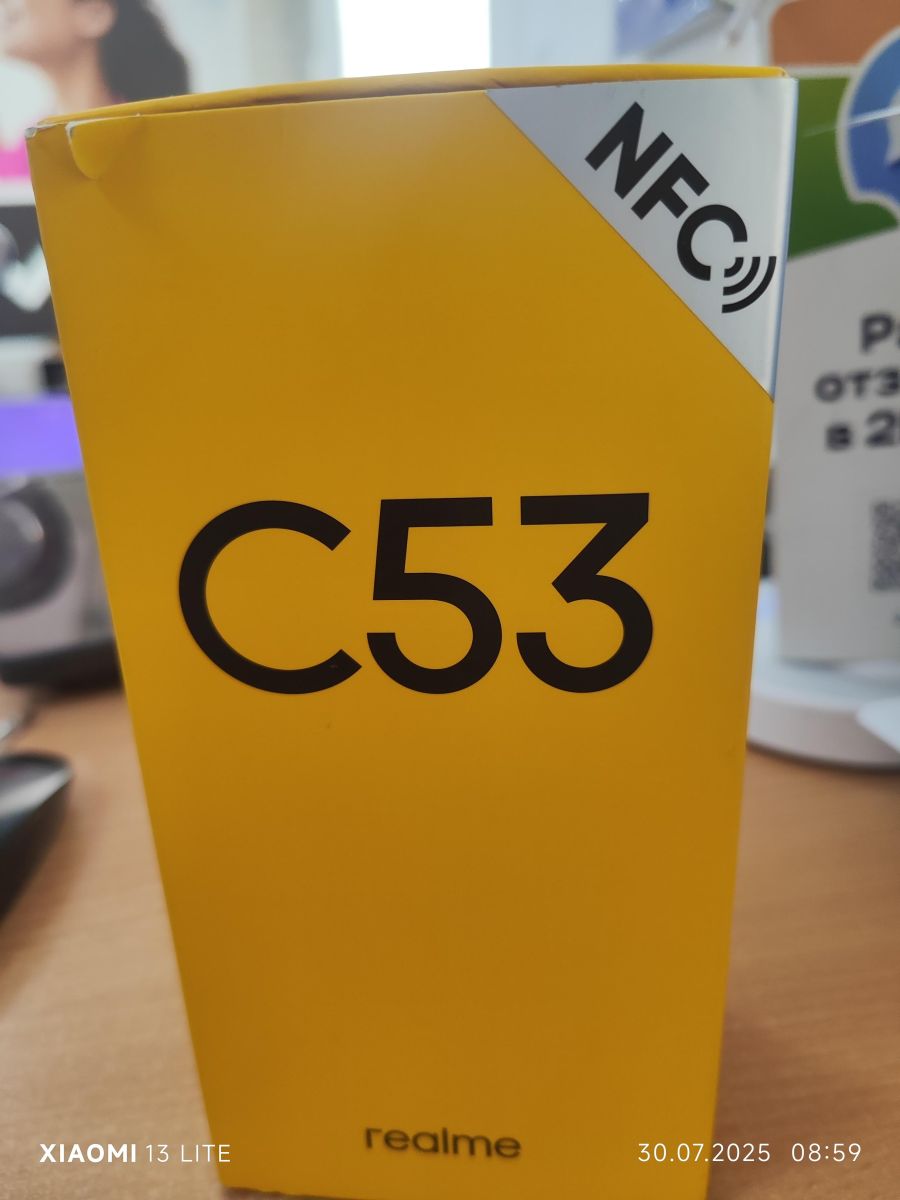 NFC
C53
realme
XIAOMI 13 LITE
30.07.2025 08:59